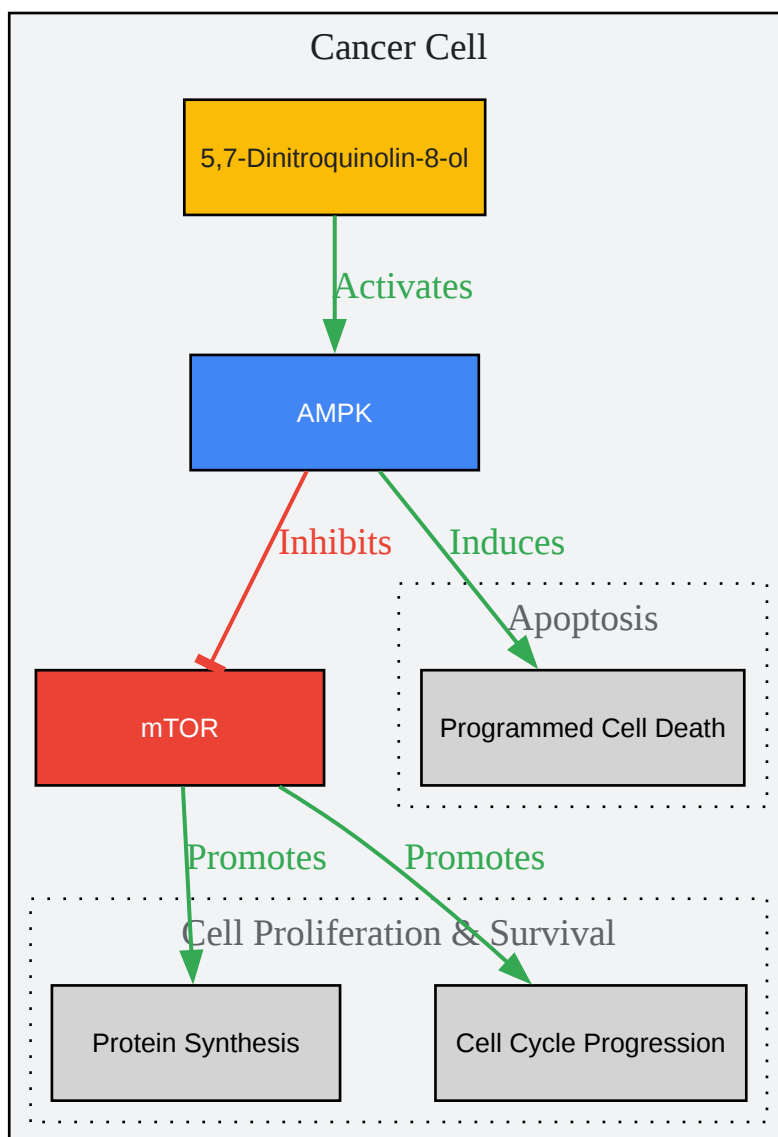 Cancer Cell
5,7-Dinitroquinolin-8-ol
Activates
AMPK
Inhibits
Induces
Apoptosis
mTOR
Programmed Cell Death
Promotes
Promotes
Cell Proliferation & Survival
Protein Synthesis
Cell Cycle Progression